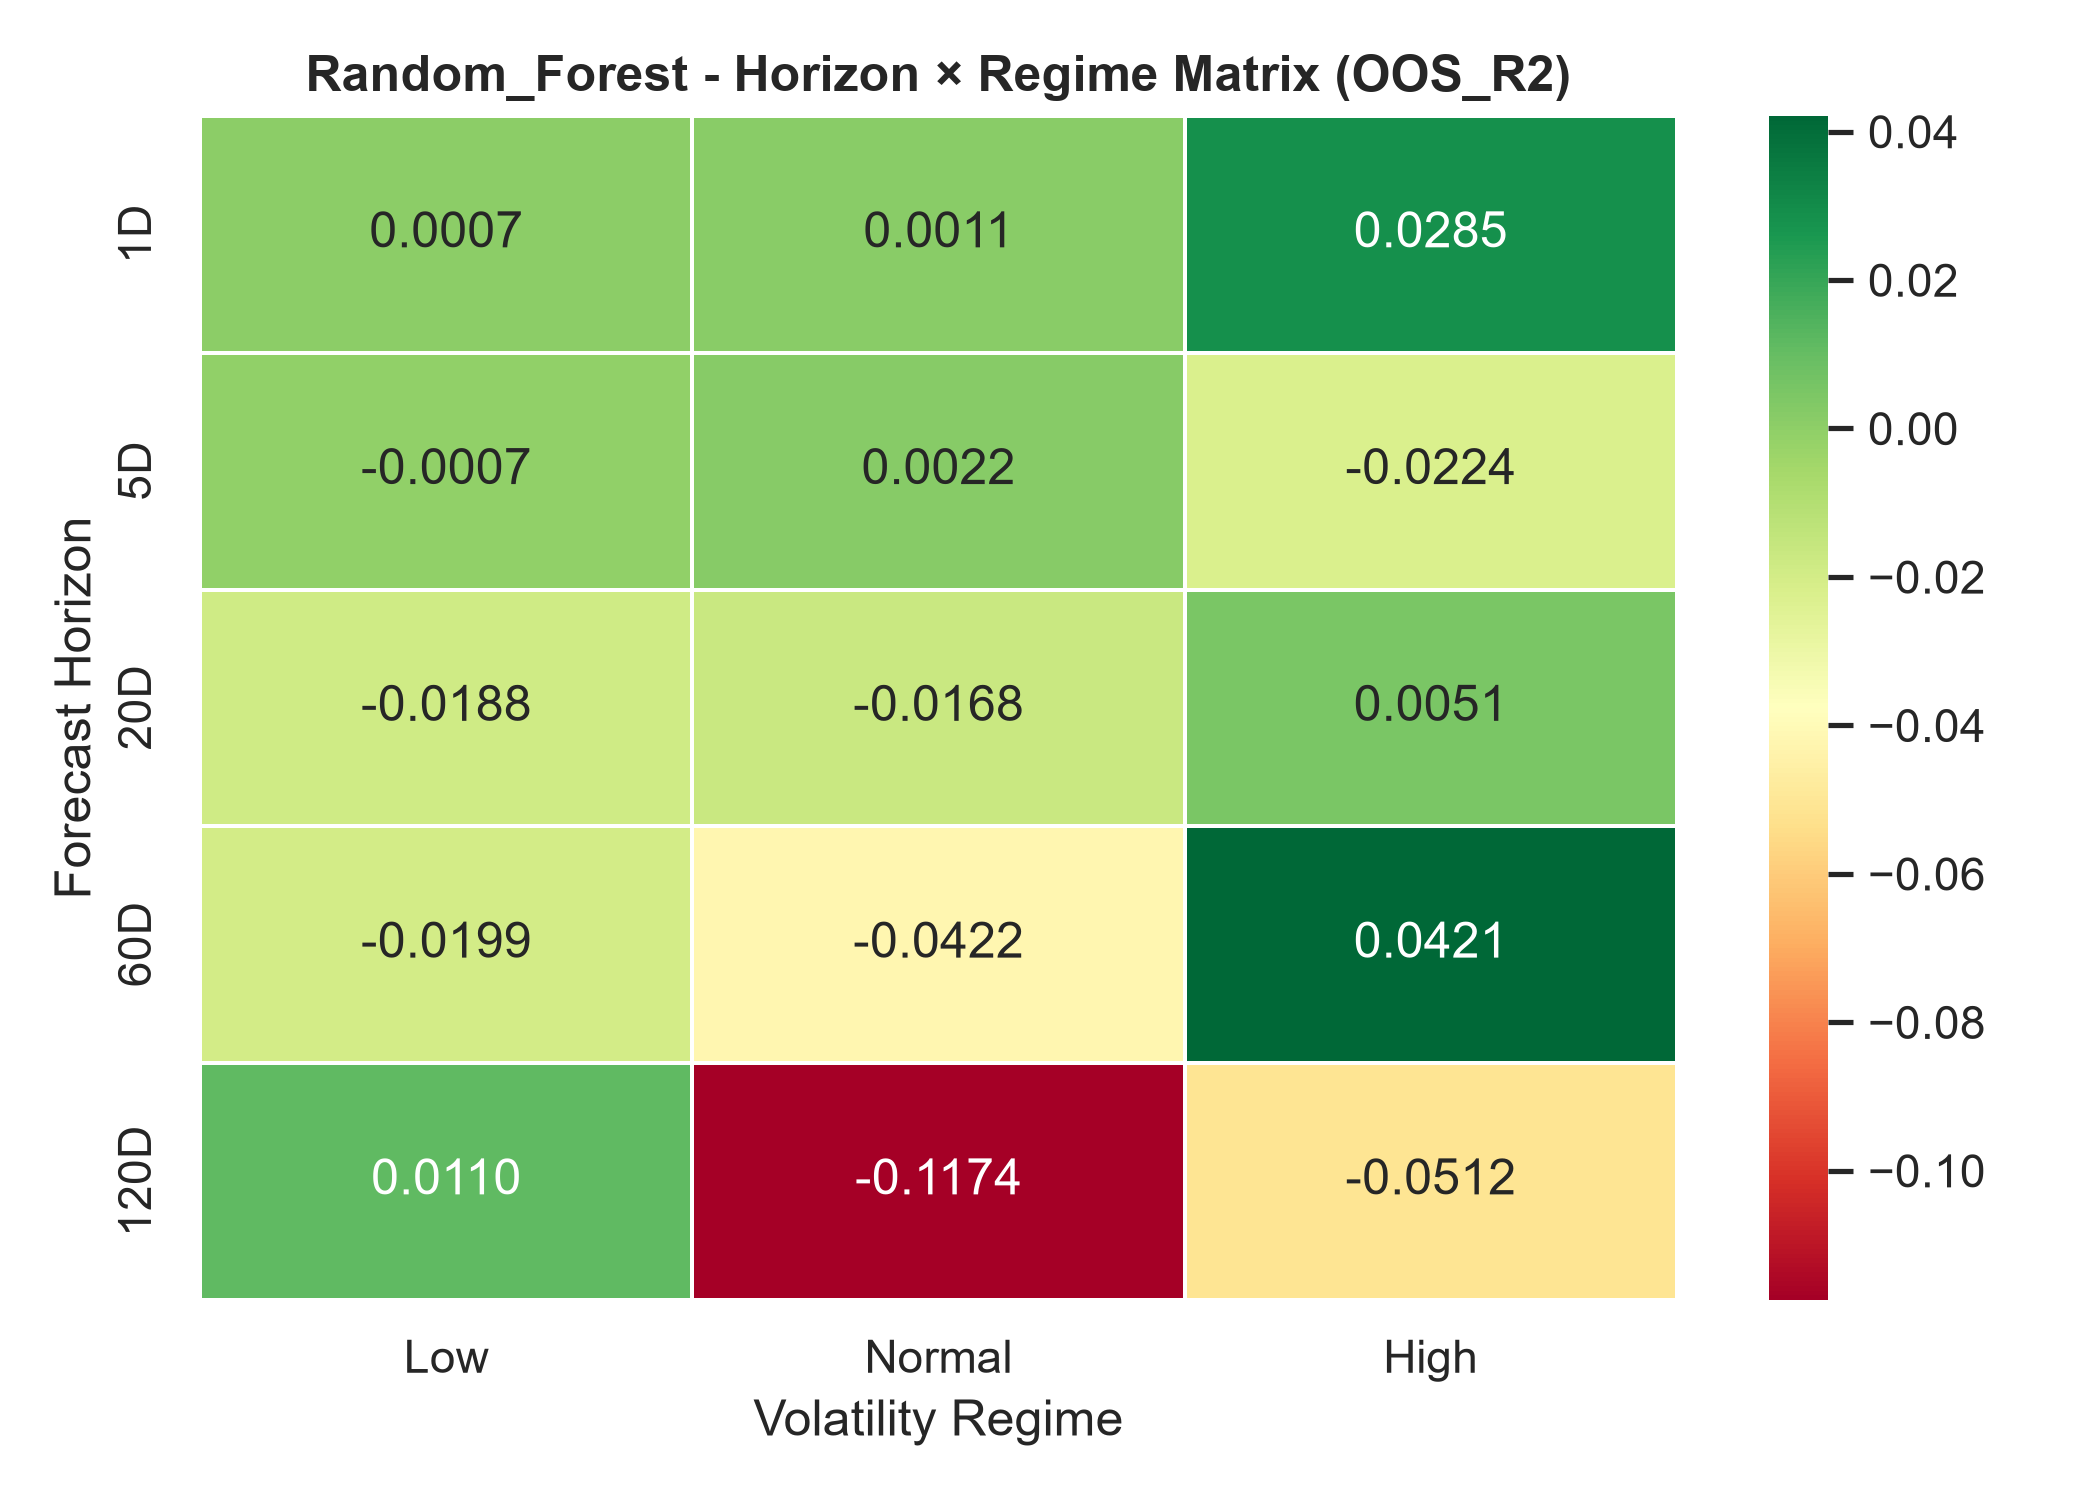 Random_Forest - Horizon × Regime Matrix (OOS_R2)
Forecast Horizon
1D 0.0007 0.0011 0.0285
5D -0.0007 0.0022 -0.0224
20D -0.0188 -0.0168 0.0051
60D -0.0199 -0.0422 0.0421
120D 0.0110 -0.1174 -0.0512
Low Normal High
Volatility Regime
0.04
0.02
0.00
−0.02
−0.04
−0.06
−0.08
−0.10